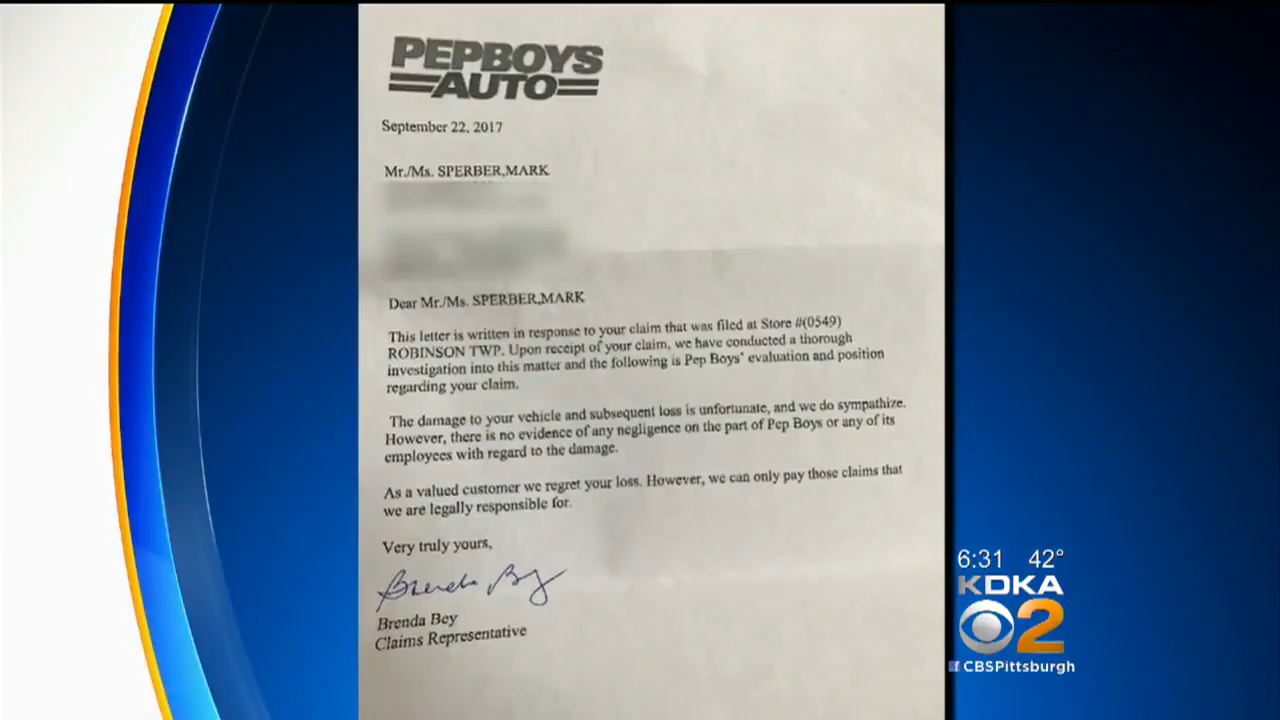 PEPBOYS
AUTO
September 22, 2017
Mr./Ms. SPERBER,MARK
Dear Mr./Ms. SPERBER,MARK
This letter is written in response to your claim that was filed at Store #(0549)
ROBINSON TWP. Upon receipt of your claim, we have conducted a thorough
investigation into this matter and the following is Pep Boys' evaluation and position
regarding your claim.
The damage to your vehicle and subsequent loss is unfortunate, and we do sympathize.
However, there is no evidence of any negligence on the part of Pep Boys or any of its
employees with regard to the damage.
As a valued customer we regret your loss. However, we can only pay those claims that
we are legally responsible for.
Very truly yours,
Brenda Bey
Brenda Bey
Claims Representative
6:31 42°
KDKA
2
f CBSPittsburgh